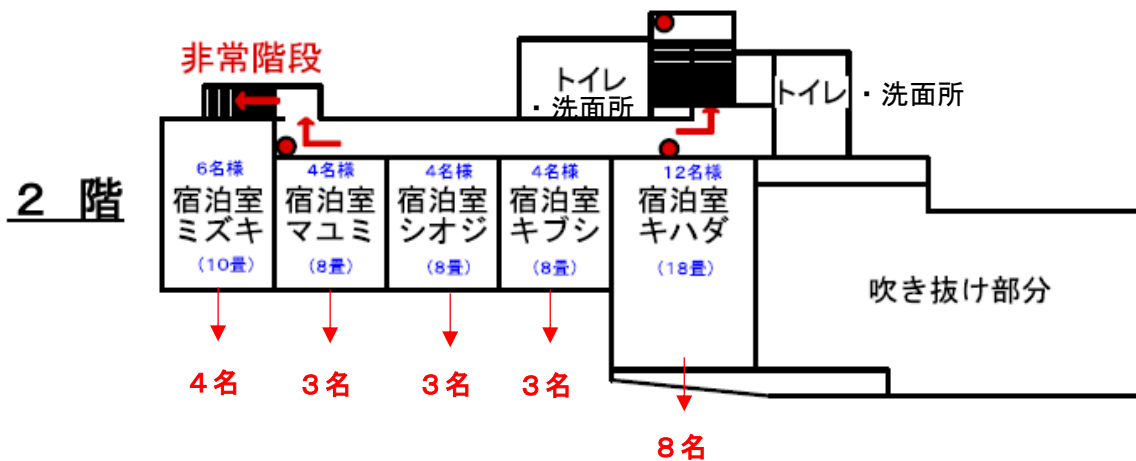 非常階段
トイレ
・洗面所
トイレ
・洗面所
2 階
6名様
宿泊室
ミズキ
(10畳)
4名様
宿泊室
マユミ
(8畳)
4名様
宿泊室
シオジ
(8畳)
4名様
宿泊室
キブシ
(8畳)
12名様
宿泊室
キハダ
(18畳)
吹き抜け部分
4名
3名
3名
3名
8名